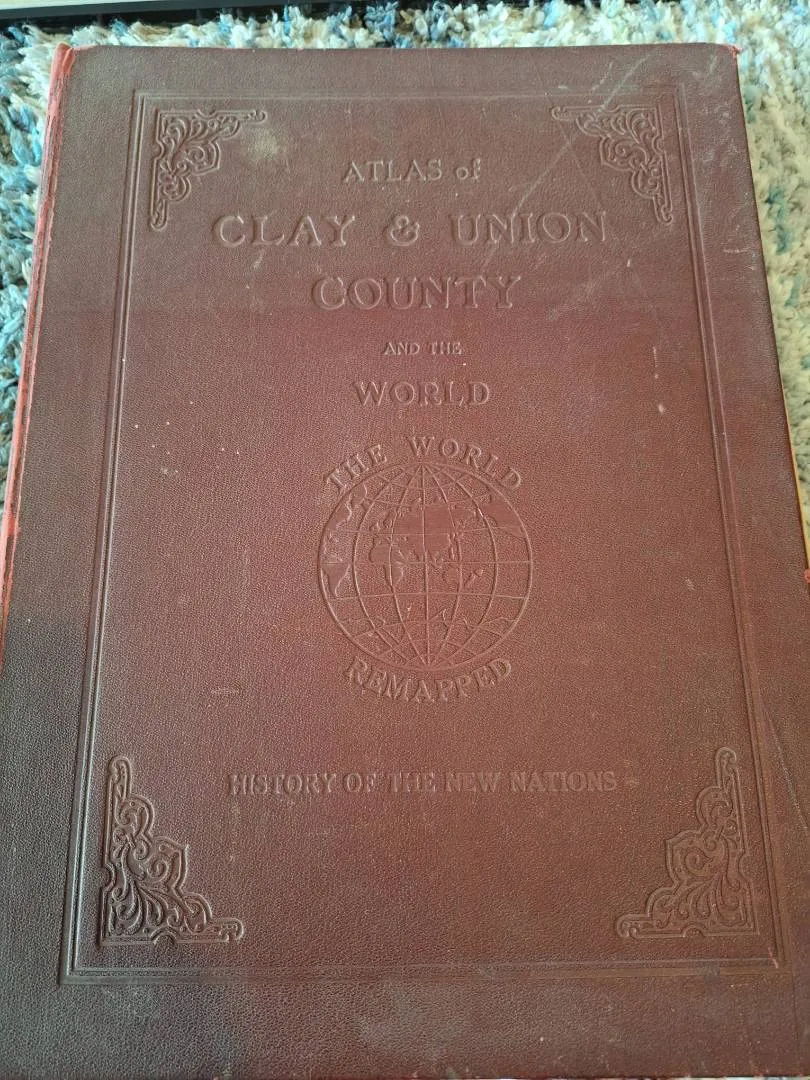 ATLAS of
CLAY & UNION
COUNTY
AND THE
WORLD
THE WORLD
REMAPPED
HISTORY OF THE NEW NATIONS